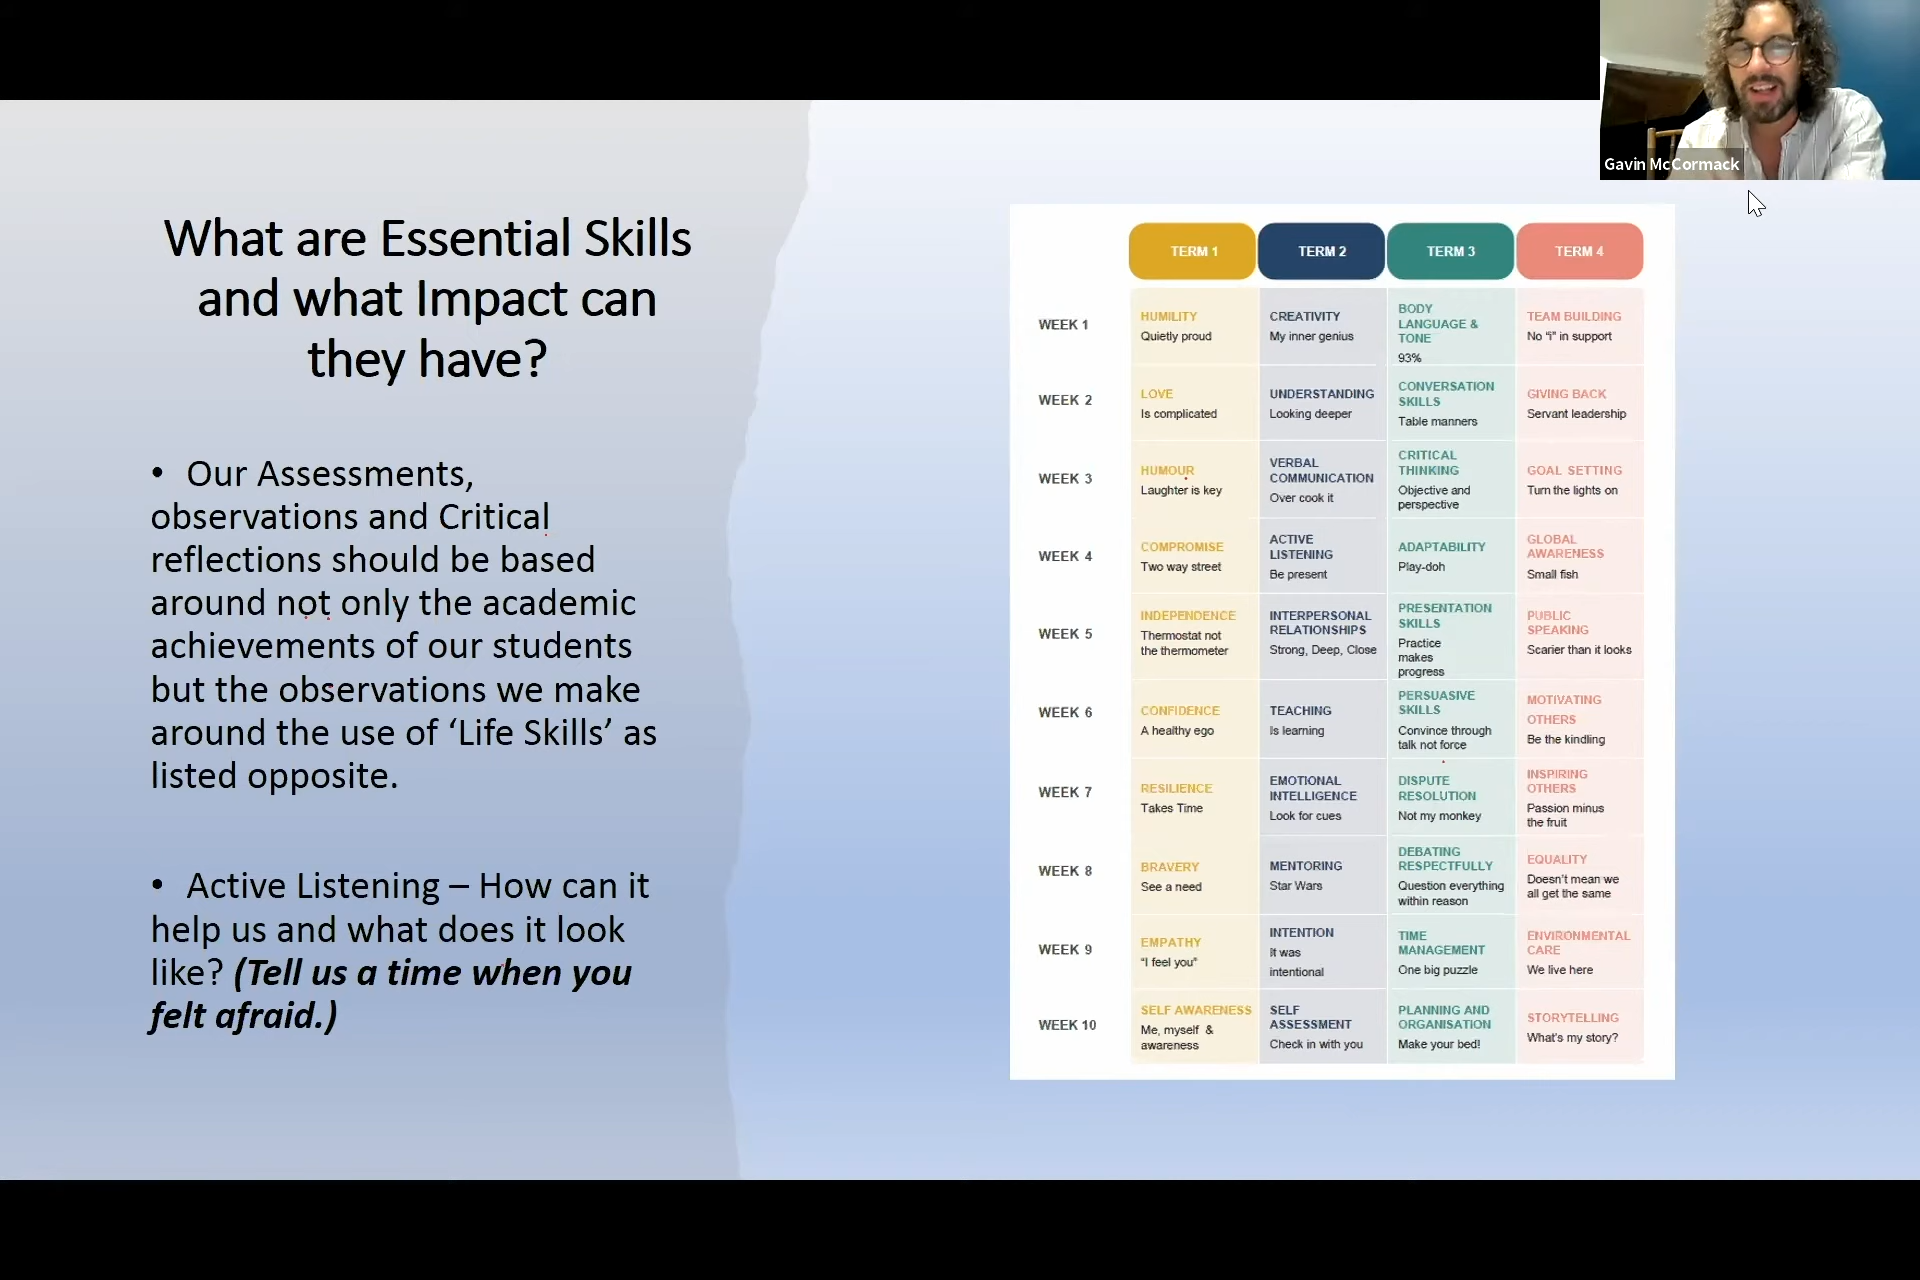 Gavin McCormack
What are Essential Skills
and what Impact can
they have?
• Our Assessments,
observations and Critical
reflections should be based
around not only the academic
achievements of our students
but the observations we make
around the use of ‘Life Skills’ as
listed opposite.
• Active Listening – How can it
help us and what does it look
like? (Tell us a time when you
felt afraid.)
TERM 1 TERM 2 TERM 3 TERM 4
WEEK 1
HUMILITY
Quietly proud
CREATIVITY
My inner genius
BODY
LANGUAGE &
TONE
93%
TEAM BUILDING
No "i" in support
WEEK 2
LOVE
Is complicated
UNDERSTANDING
Looking deeper
CONVERSATION
SKILLS
Table manners
GIVING BACK
Servant leadership
WEEK 3
HUMOUR
Laughter is key
VERBAL
COMMUNICATION
Over cook it
CRITICAL
THINKING
Objective and
perspective
GOAL SETTING
Turn the lights on
WEEK 4
COMPROMISE
Two way street
ACTIVE
LISTENING
Be present
ADAPTABILITY
Play-doh
GLOBAL
AWARENESS
Small fish
WEEK 5
INDEPENDENCE
Thermostat not
the thermometer
INTERPERSONAL
RELATIONSHIPS
Strong, Deep, Close
PRESENTATION
SKILLS
Practice
makes
progress
PUBLIC
SPEAKING
Scarier than it looks
WEEK 6
CONFIDENCE
A healthy ego
TEACHING
Is learning
PERSUASIVE
SKILLS
Convince through
talk not force
MOTIVATING
OTHERS
Be the kindling
WEEK 7
RESILIENCE
Takes Time
EMOTIONAL
INTELLIGENCE
Look for cues
DISPUTE
RESOLUTION
Not my monkey
INSPIRING
OTHERS
Passion minus
the fruit
WEEK 8
BRAVERY
See a need
MENTORING
Star Wars
DEBATING
RESPECTFULLY
Question everything
within reason
EQUALITY
Doesn't mean we
all get the same
WEEK 9
EMPATHY
"I feel you"
INTENTION
It was
intentional
TIME
MANAGEMENT
One big puzzle
ENVIRONMENTAL
CARE
We live here
WEEK 10
SELF AWARENESS
Me, myself &
awareness
SELF
ASSESSMENT
Check in with you
PLANNING AND
ORGANISATION
Make your bed!
STORYTELLING
What's my story?